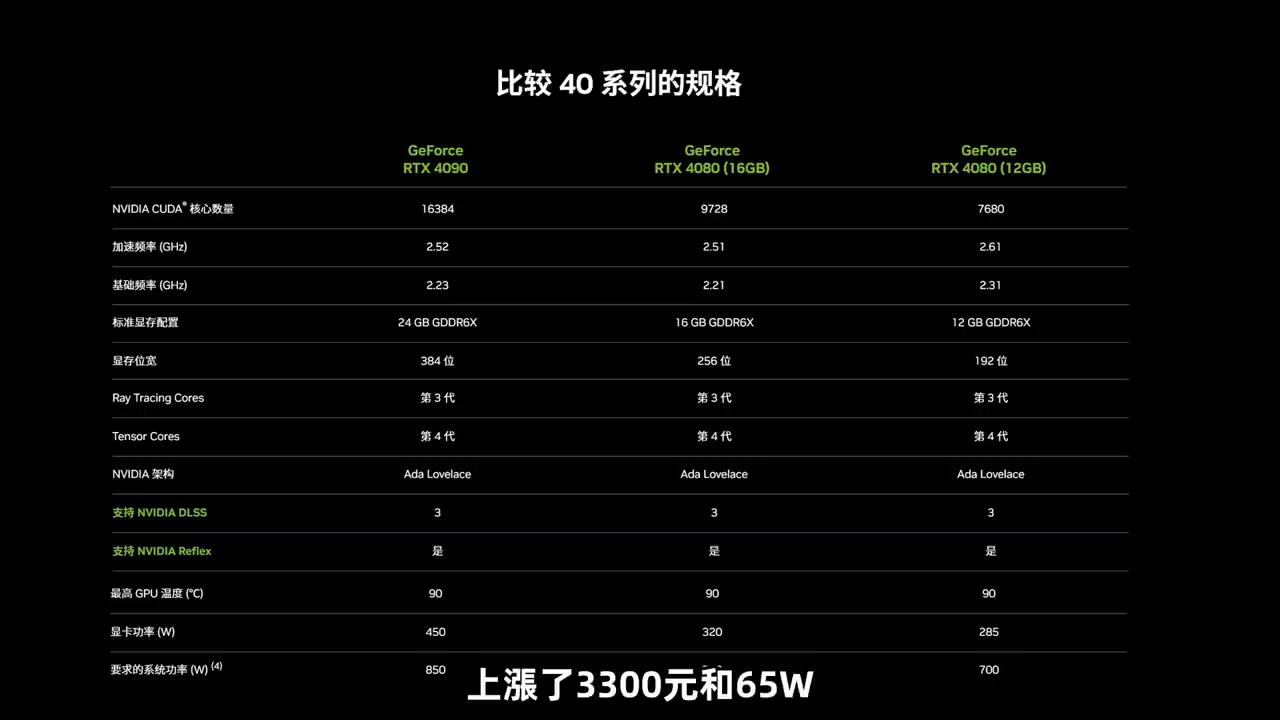 比较 40 系列的规格
GeForce RTX 4090 GeForce RTX 4080 (16GB) GeForce RTX 4080 (12GB)
NVIDIA CUDA® 核心数量 16384 9728 7680
加速频率 (GHz) 2.52 2.51 2.61
基础频率 (GHz) 2.23 2.21 2.31
标准显存配置 24 GB GDDR6X 16 GB GDDR6X 12 GB GDDR6X
显存位宽 384 位 256 位 192 位
Ray Tracing Cores 第 3 代 第 3 代 第 3 代
Tensor Cores 第 4 代 第 4 代 第 4 代
NVIDIA 架构 Ada Lovelace Ada Lovelace Ada Lovelace
支持 NVIDIA DLSS 3 3 3
支持 NVIDIA Reflex 是 是 是
最高 GPU 温度 (°C) 90 90 90
显卡功率 (W) 450 320 285
要求的系统功率 (W) (4) 850 700
上漲了3300元和65W